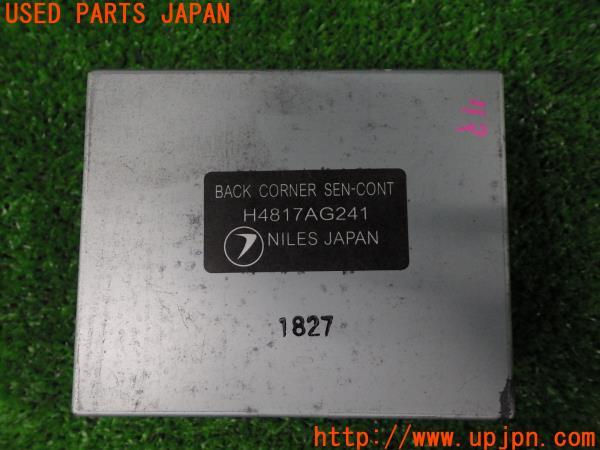 USED PARTS JAPAN
BACK CORNER SEN-CONT
H4817AG241
NILES JAPAN
1827
http://www.upjpn.com/